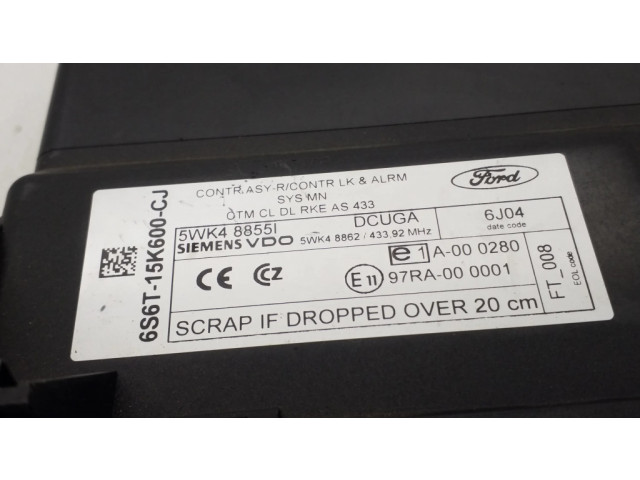 6S6T-15K600-CJ
CONTR.ASY-R/CONTR LK & ALRM
SYS MN
QTM CL DL RKE AS 433
Ford
5WK4 8855I
DCUGA
6J04
SIEMENS VDO 5WK4 8862 / 433.92 MHz
date code
CE CCZ
e1 A-00 0280
E11 97RA-00 0001
FT_008
EOL code
SCRAP IF DROPPED OVER 20 cm